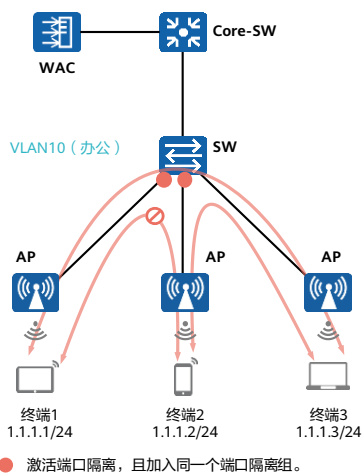 Core-SW
WAC
VLAN10（办公）
SW
AP
AP
AP
终端1
1.1.1.1/24
终端2
1.1.1.2/24
终端3
1.1.1.3/24
激活端口隔离，且加入同一个端口隔离组。